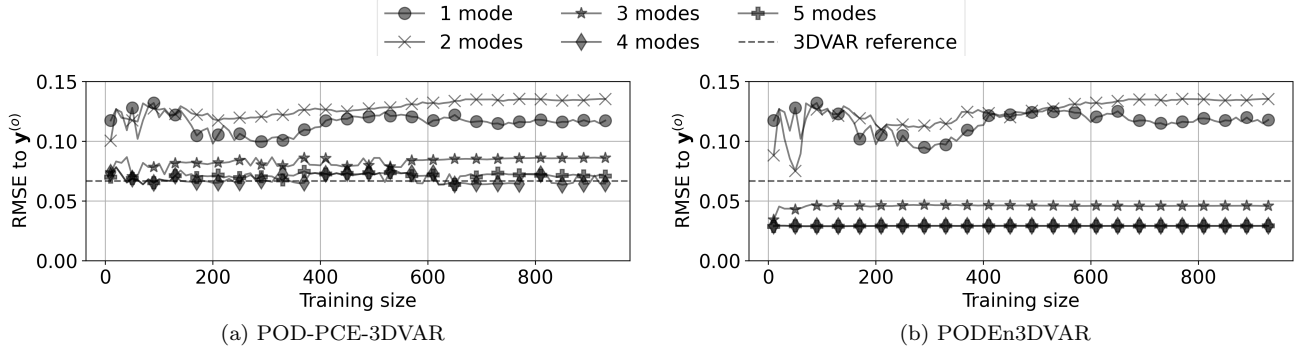 1 mode 3 modes 5 modes
2 modes 4 modes 3DVAR reference
0.15 0.15
0.10 0.10
0.05 0.05
0.00 0.00
RMSE to y(o) RMSE to y(o)
0 200 400 600 800 0 200 400 600 800
Training size Training size
(a) POD-PCE-3DVAR (b) PODEn3DVAR